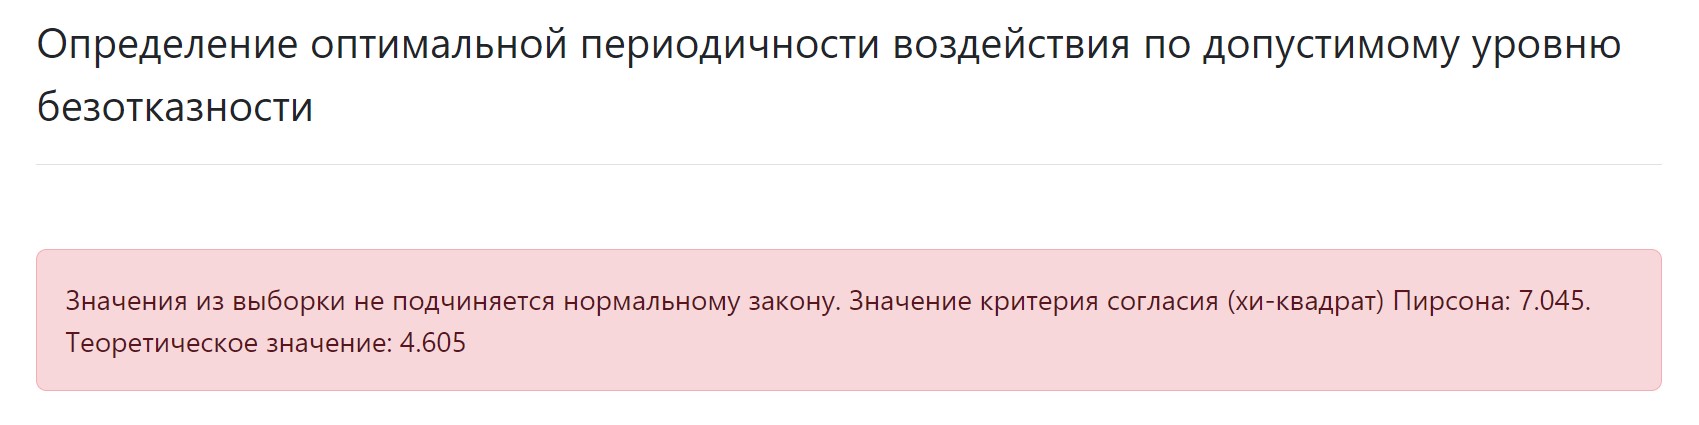 Определение оптимальной периодичности воздействия по допустимому уровню
безотказности
Значения из выборки не подчиняется нормальному закону. Значение критерия согласия (хи-квадрат) Пирсона: 7.045.
Теоретическое значение: 4.605